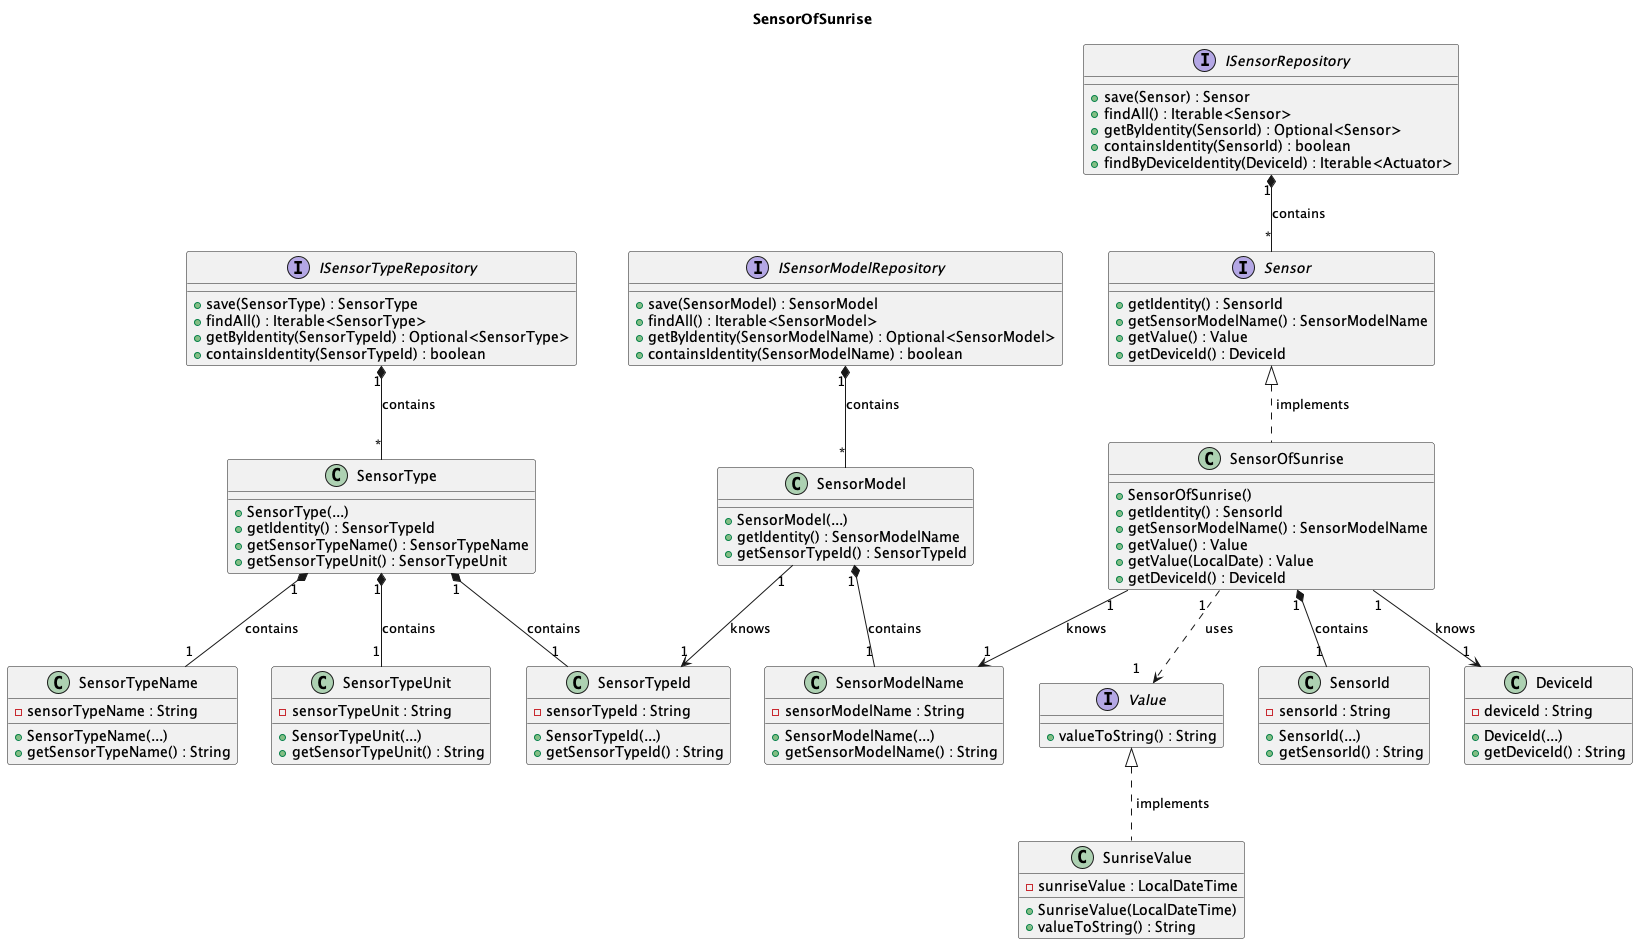 SensorOfSunrise
I ISensorRepository
save(Sensor) : Sensor
findAll() : Iterable<Sensor>
getByIdentity(SensorId) : Optional<Sensor>
containsIdentity(SensorId) : boolean
findByDeviceIdentity(DeviceId) : Iterable<Actuator>
1
contains
*
I ISensorTypeRepository
save(SensorType) : SensorType
findAll() : Iterable<SensorType>
getByIdentity(SensorTypeId) : Optional<SensorType>
containsIdentity(SensorTypeId) : boolean
I ISensorModelRepository
save(SensorModel) : SensorModel
findAll() : Iterable<SensorModel>
getByIdentity(SensorModelName) : Optional<SensorModel>
containsIdentity(SensorModelName) : boolean
I Sensor
getIdentity() : SensorId
getSensorModelName() : SensorModelName
getValue() : Value
getDeviceId() : DeviceId
1
contains
*
1
contains
*
implements
C SensorType
SensorType(...)
getIdentity() : SensorTypeId
getSensorTypeName() : SensorTypeName
getSensorTypeUnit() : SensorTypeUnit
C SensorModel
SensorModel(...)
getIdentity() : SensorModelName
getSensorTypeId() : SensorTypeId
C SensorOfSunrise
SensorOfSunrise()
getIdentity() : SensorId
getSensorModelName() : SensorModelName
getValue() : Value
getValue(LocalDate) : Value
getDeviceId() : DeviceId
1
contains
1
1
contains
1
1
contains
1
1
knows
1
1
contains
1
1
knows
1
1
uses
1
1
contains
1
1
knows
1
C SensorTypeName
sensorTypeName : String
SensorTypeName(...)
getSensorTypeName() : String
C SensorTypeUnit
sensorTypeUnit : String
SensorTypeUnit(...)
getSensorTypeUnit() : String
C SensorTypeId
sensorTypeId : String
SensorTypeId(...)
getSensorTypeId() : String
C SensorModelName
sensorModelName : String
SensorModelName(...)
getSensorModelName() : String
I Value
valueToString() : String
C SensorId
sensorId : String
SensorId(...)
getSensorId() : String
C DeviceId
deviceId : String
DeviceId(...)
getDeviceId() : String
implements
C SunriseValue
sunriseValue : LocalDateTime
SunriseValue(LocalDateTime)
valueToString() : String